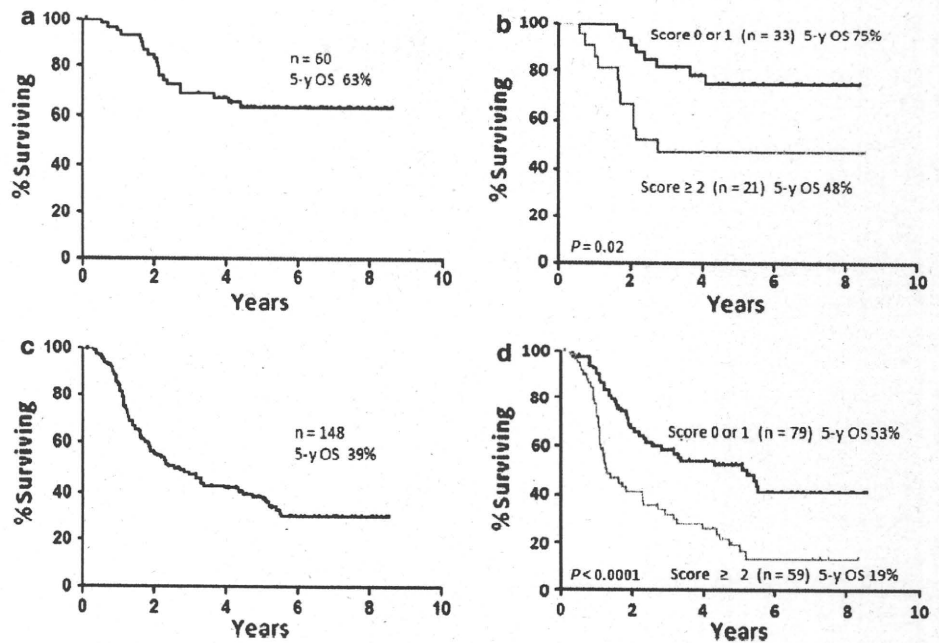 a
100
80
60
40
20
0
%Surviving
n = 60
5-y OS 63%
0 2 4 6 8 10
Years
b
100
80
60
40
20
0
%Surviving
Score 0 or 1 (n = 33) 5-y OS 75%
Score ≥ 2 (n = 21) 5-y OS 48%
P = 0.02
0 2 4 6 8 10
Years
c
100
80
60
40
20
0
%Surviving
n = 148
5-y OS 39%
0 2 4 6 8 10
Years
d
100
80
60
40
20
0
%Surviving
Score 0 or 1 (n = 79) 5-y OS 53%
P < 0.0001 Score ≥ 2 (n = 59) 5-y OS 19%
0 2 4 6 8 10
Years